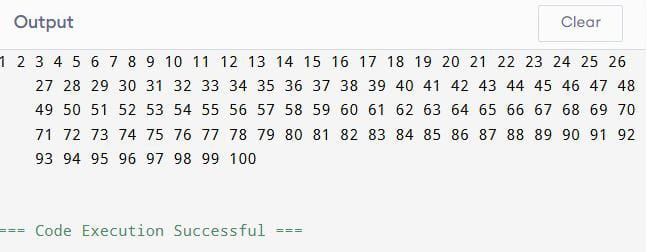 Output
Clear
1 2 3 4 5 6 7 8 9 10 11 12 13 14 15 16 17 18 19 20 21 22 23 24 25 26
27 28 29 30 31 32 33 34 35 36 37 38 39 40 41 42 43 44 45 46 47 48
49 50 51 52 53 54 55 56 57 58 59 60 61 62 63 64 65 66 67 68 69 70
71 72 73 74 75 76 77 78 79 80 81 82 83 84 85 86 87 88 89 90 91 92
93 94 95 96 97 98 99 100
=== Code Execution Successful ===